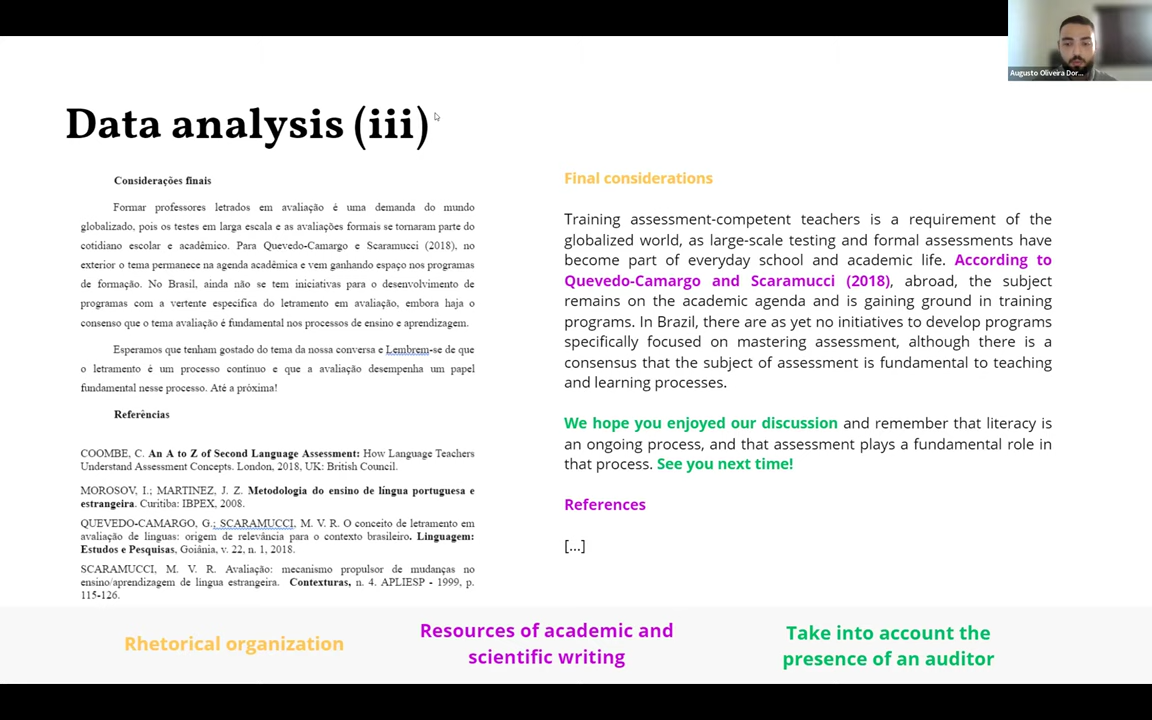 Augusto Oliveira Dor...
Data analysis (iii)
Considerações finais
Formar professores letrados em avaliação é uma demanda do mundo
globalizado, pois os testes em larga escala e as avaliações formais se tornaram parte do
cotidiano escolar e acadêmico. Para Quevedo-Camargo e Scaramucci (2018), no
exterior o tema permanece na agenda acadêmica e vem ganhando espaço nos programas
de formação. No Brasil, ainda não se tem iniciativas para o desenvolvimento de
programas com a vertente específica do letramento em avaliação, embora haja o
consenso que o tema avaliação é fundamental nos processos de ensino e aprendizagem.
Esperamos que tenham gostado do tema da nossa conversa e Lembrem-se de que
o letramento é um processo contínuo e que a avaliação desempenha um papel
fundamental nesse processo. Até a próxima!
Referências
COOMBE, C. An A to Z of Second Language Assessment: How Language Teachers
Understand Assessment Concepts. London, 2018, UK: British Council.
MOROSOV, I.; MARTINEZ, J. Z. Metodologia do ensino de língua portuguesa e
estrangeira. Curitiba: IBPEX, 2008.
QUEVEDO-CAMARGO, G.; SCARAMUCCI, M. V. R. O conceito de letramento em
avaliação de línguas: origem de relevância para o contexto brasileiro. Linguagem:
Estudos e Pesquisas, Goiânia, v. 22, n. 1, 2018.
SCARAMUCCI, M. V. R. Avaliação: mecanismo propulsor de mudanças no
ensino/aprendizagem de língua estrangeira. Contexturas, n. 4. APLIESP - 1999, p.
115-126.
Final considerations
Training assessment-competent teachers is a requirement of the
globalized world, as large-scale testing and formal assessments have
become part of everyday school and academic life. According to
Quevedo-Camargo and Scaramucci (2018), abroad, the subject
remains on the academic agenda and is gaining ground in training
programs. In Brazil, there are as yet no initiatives to develop programs
specifically focused on mastering assessment, although there is a
consensus that the subject of assessment is fundamental to teaching
and learning processes.
We hope you enjoyed our discussion and remember that literacy is
an ongoing process, and that assessment plays a fundamental role in
that process. See you next time!
References
[...]
Rhetorical organization
Resources of academic and
scientific writing
Take into account the
presence of an auditor